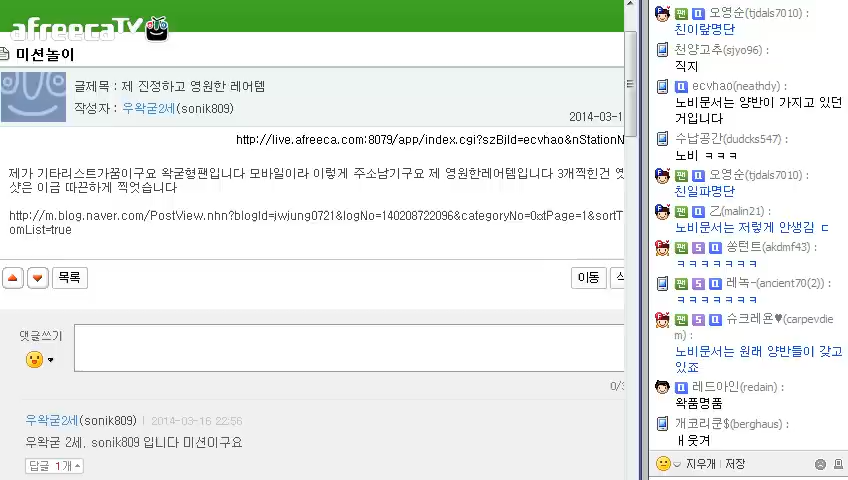 afreecaTV
미션놀이
글제목 : 제 진정하고 영원한 레어템
작성자 : 우왁굳2세(sonik809)
2014-03-1
http://live.afreeca.com:8079/app/index.cgi?szBjId=ecvhao&nStationN
제가 기타리스트가꿈이구요 왁굳형팬입니다 모바일이라 이렇게 주소남기구요 제 영원한레어템입니다 3개찍힌건 옛
샷은 이금 따끈하게 찍엇습니다
http://m.blog.naver.com/PostView.nhn?blogId=jwjung0721&logNo=140208722096&categoryNo=0&tPage=1&sortT
omList=true
목록
이동
댓글쓰기
0/3
우왁굳2세(sonik809) | 2014-03-16 22:56
우왁굳 2세, sonik809 입니다 미션이구요
답글 1개
팬 오영순(tjdals7010) :
친이랖명단
천양고추(sjyo96) :
직지
ecvhao(neathdy) :
노비문서는 양반이 가지고 있던
거입니다
수납공간(dudcks547) :
노비 ㅋㅋㅋ
팬 오영순(tjdals7010) :
친일파명단
팬 乙(malin21) :
노비문서는 저렇게 안생김 ㄷ
팬 S 쏭턴트(akdmf43) :
ㅋㅋㅋㅋㅋㅋㅋ
팬 S 레녹-(ancient70(2)) :
ㅋㅋㅋㅋㅋㅋㅋ
팬 S 슈크레욘♥(carpevdie
m) :
노비문서는 원래 양반들이 갖고
있죠
레드아인(redain) :
왁품명품
개코리쿤$(berghaus) :
ㅐ웃겨
지우개 | 저장